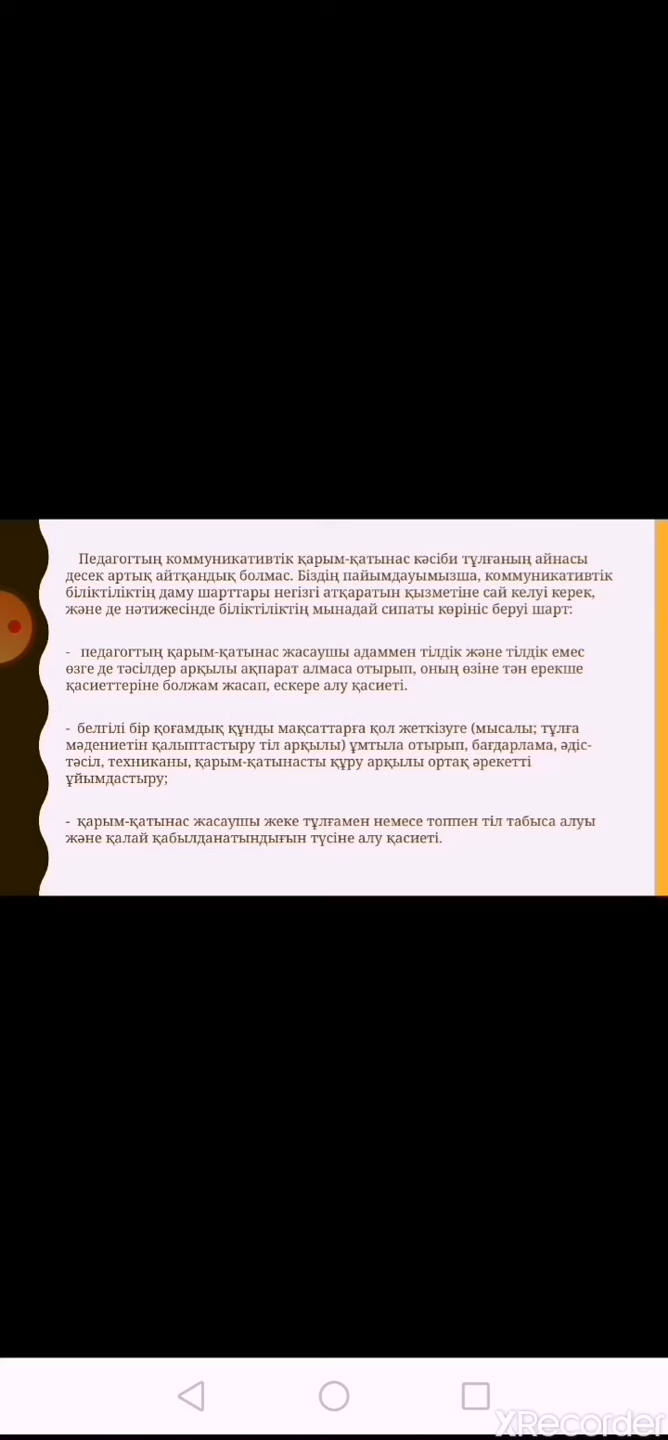 Педагогтың коммуникативтік қарым-қатынас кәсіби тұлғаның айнасы
десек артық айтқандық болмас. Біздің пайымдауымызша, коммуникативтік
біліктіліктің даму шарттары негізгі атқаратын қызметіне сай келуі керек,
және де нәтижесінде біліктіліктің мынадай сипаты көрініс беруі шарт:
- педагогтың қарым-қатынас жасаушы адаммен тілдік және тілдік емес
өзге де тәсілдер арқылы ақпарат алмаса отырып, оның өзіне тән ерекше
қасиеттеріне болжам жасап, ескере алу қасиеті.
- белгілі бір қоғамдық құнды мақсаттарға қол жеткізуге (мысалы; тұлға
мәдениетін қалыптастыру тіл арқылы) ұмтыла отырып, бағдарлама, әдіс-
тәсіл, техниканы, қарым-қатынасты құру арқылы ортақ әрекетті
ұйымдастыру;
- қарым-қатынас жасаушы жеке тұлғамен немесе топпен тіл табыса алуы
және қалай қабылданатындығын түсіне алу қасиеті.
XRecorder